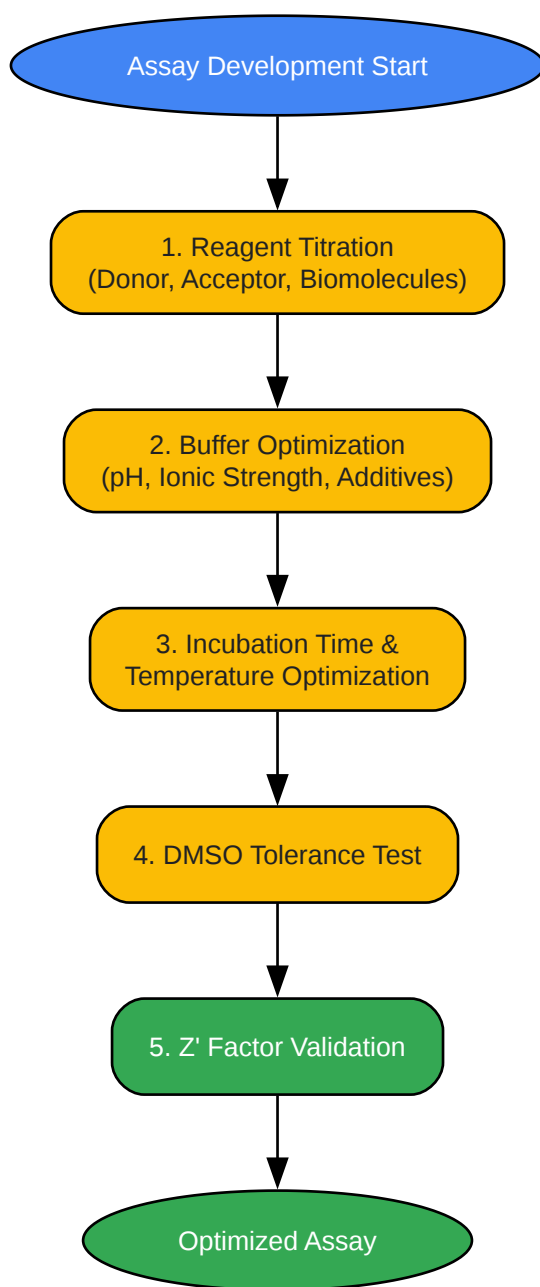 Assay Development Start
1. Reagent Titration
(Donor, Acceptor, Biomolecules)
2. Buffer Optimization
(pH, Ionic Strength, Additives)
3. Incubation Time &
Temperature Optimization
4. DMSO Tolerance Test
5. Z' Factor Validation
Optimized Assay